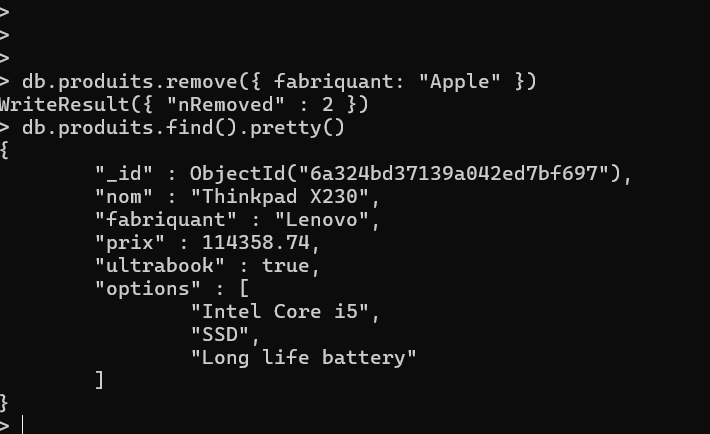 >
>
>
> db.produits.remove({ fabriquant: "Apple" })
WriteResult({ "nRemoved" : 2 })
> db.produits.find().pretty()
{
        "_id" : ObjectId("6a324bd37139a042ed7bf697"),
        "nom" : "Thinkpad X230",
        "fabriquant" : "Lenovo",
        "prix" : 114358.74,
        "ultrabook" : true,
        "options" : [
                "Intel Core i5",
                "SSD",
                "Long life battery"
        ]
}
>